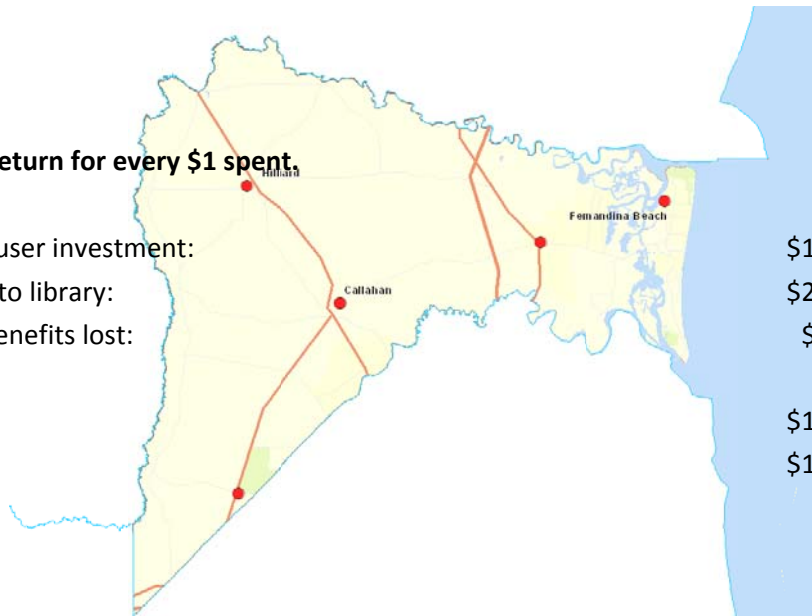 eturn for every $1 spent.
Hilliard
Fernandina Beach
user investment: $1
Callahan
to library: $2
enefits lost: $
$1
$1